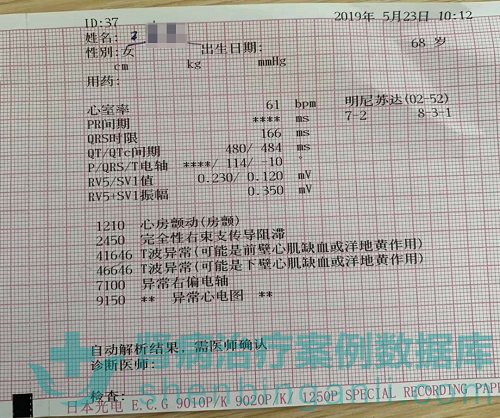 ID:37
2019年 5月23日 10:12
姓名:
性别:女 出生日期:
68 岁
cm kg mmHg
用药:
心室率 61 bpm 明尼苏达(02-52)
PR间期 **** ms 7-2 8-3-1
QRS时限 166 ms
QT/QTc间期 480/ 484 ms
P/QRS/T电轴 ****/ 114/ -10 °
RV5/SV1值 0.230/ 0.120 mV
RV5+SV1振幅 0.350 mV
1210 心房颤动(房颤)
2450 完全性右束支传导阻滞
41646 T波异常(可能是前壁心肌缺血或洋地黄作用)
46646 T波异常(可能是下壁心肌缺血或洋地黄作用)
7100 异常右偏电轴
9150 ** 异常心电图 **
自动解析结果, 需医师确认
诊断医师:
检查:
日本光电 E.C.G 9010P/K 9020P/K/ 1250P SPECIAL RECORDING PAP